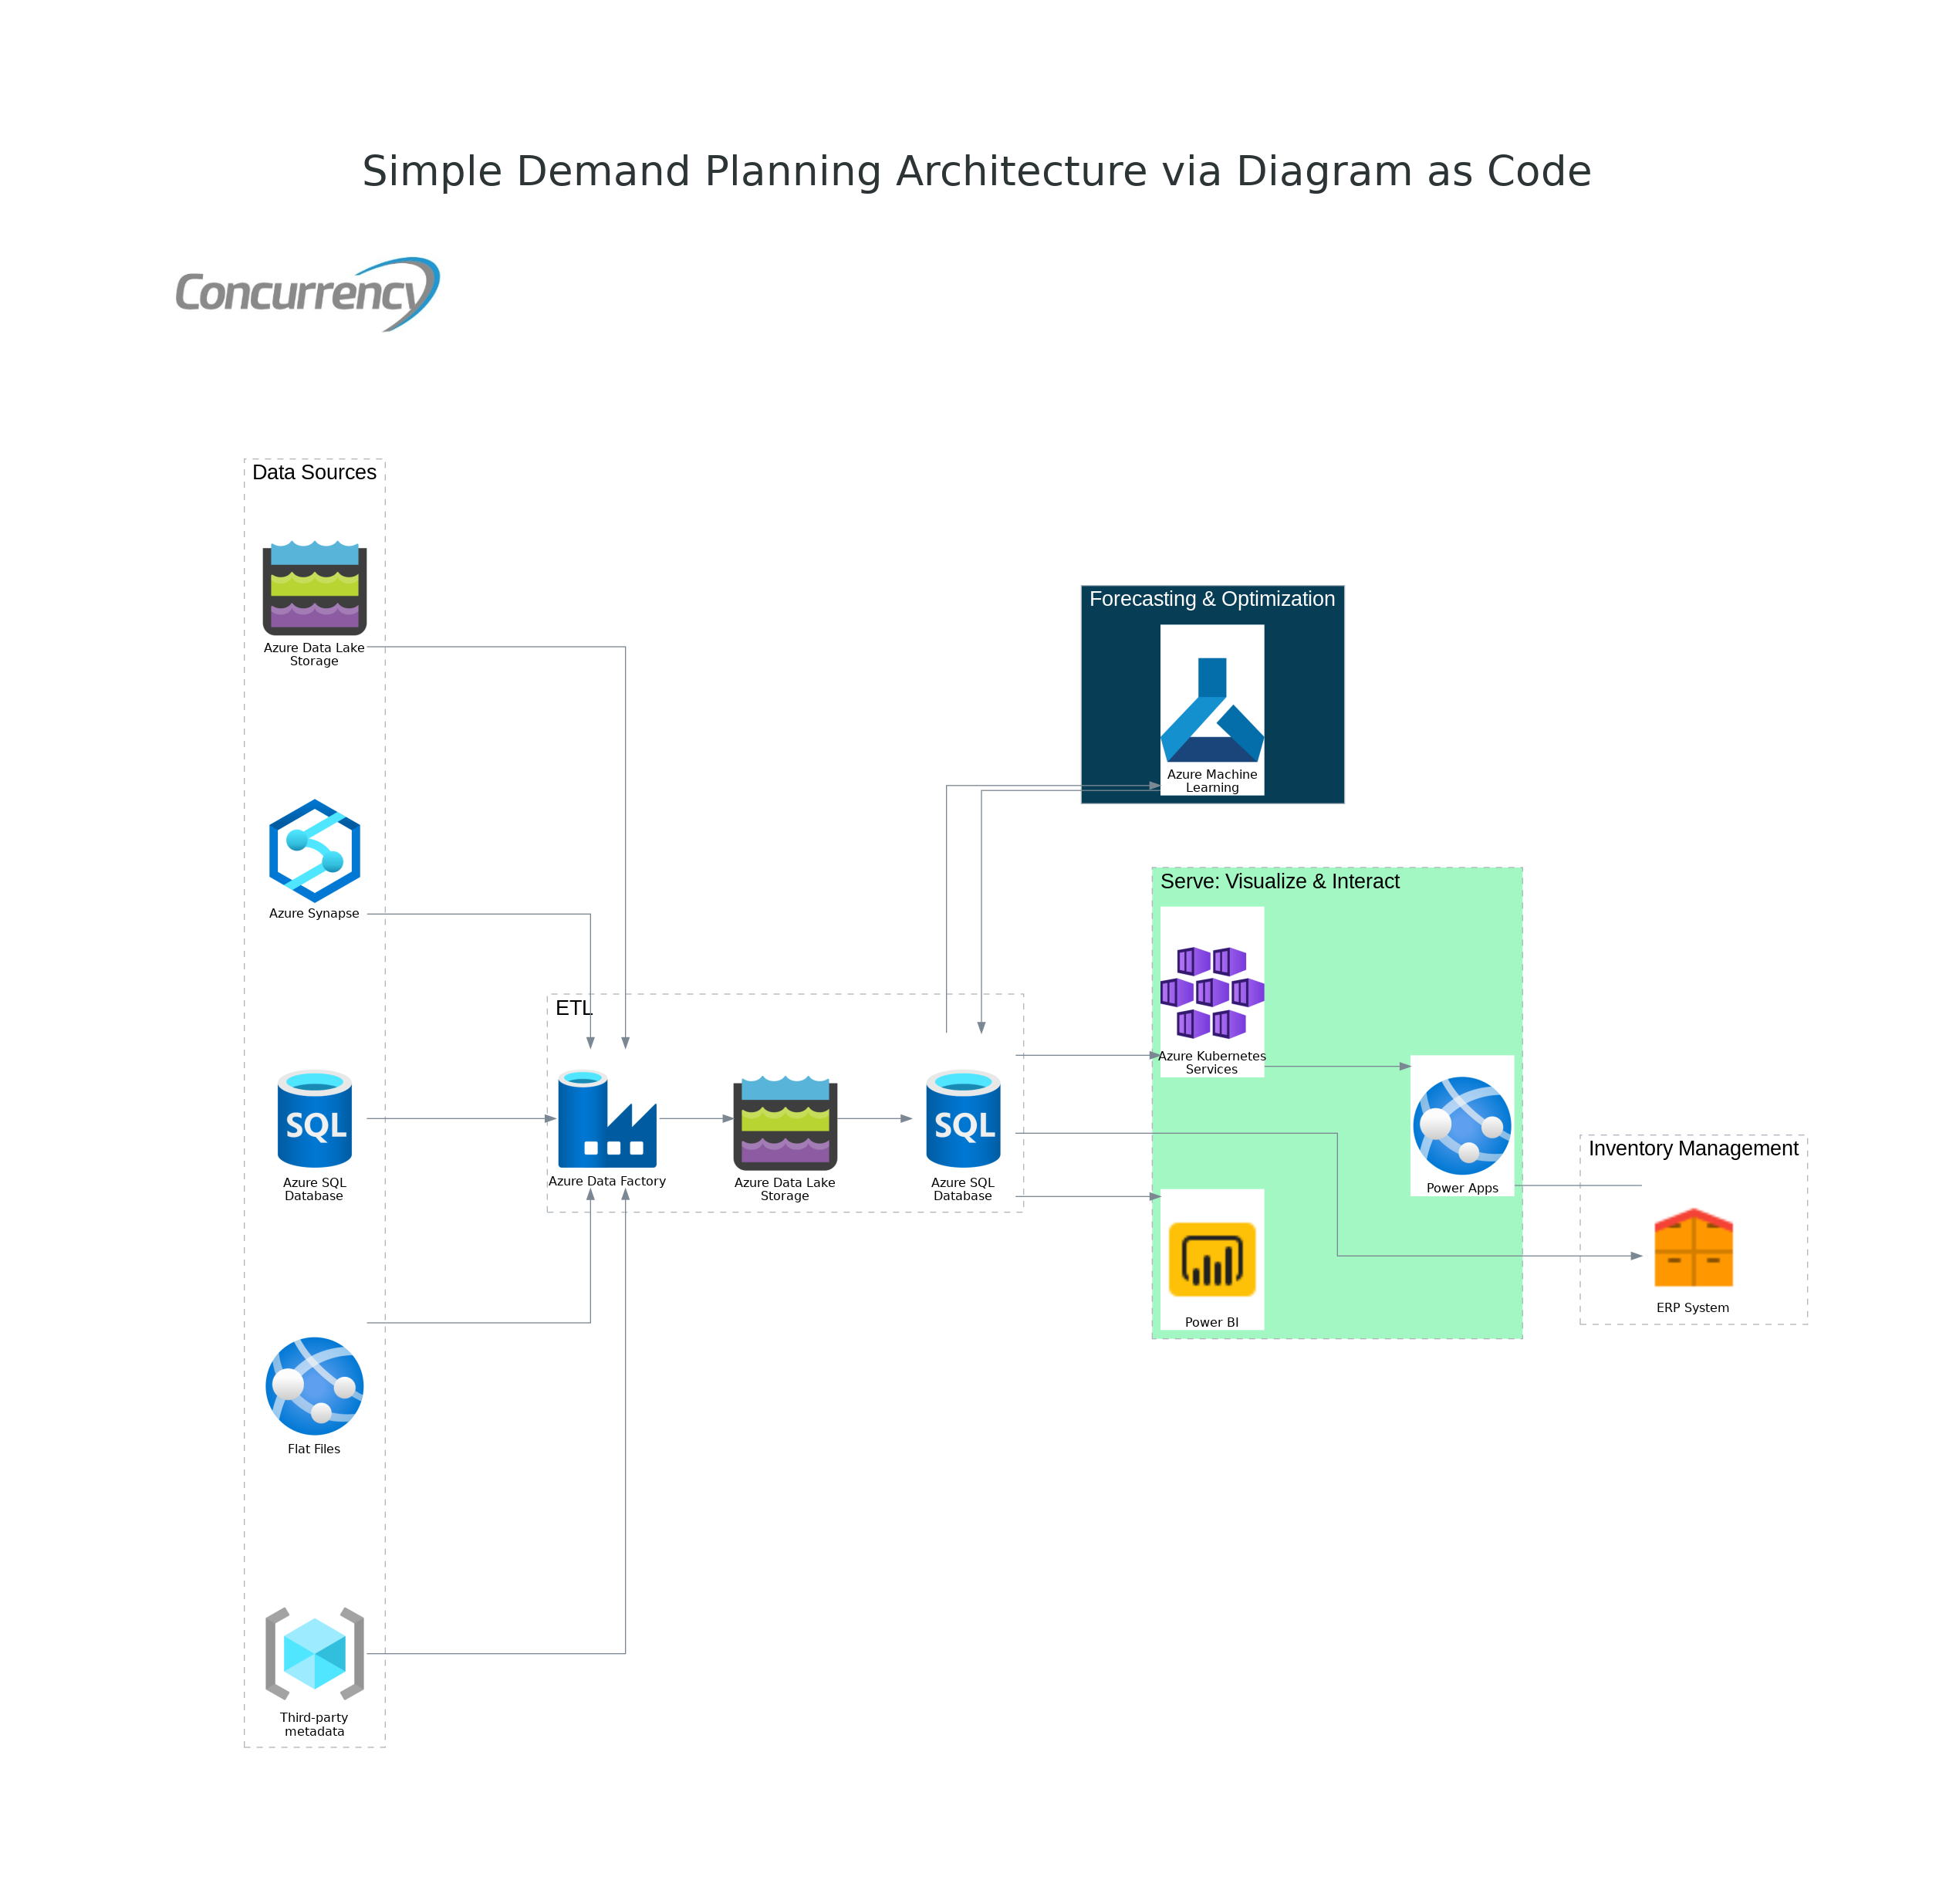 Simple Demand Planning Architecture via Diagram as Code
Concurrency
Data Sources
Azure Data Lake
Storage
Azure Synapse
SQL
Azure SQL
Database
Flat Files
Third-party
metadata
ETL
Azure Data Factory
Azure Data Lake
Storage
SQL
Azure SQL
Database
Forecasting & Optimization
Azure Machine
Learning
Serve: Visualize & Interact
Azure Kubernetes
Services
Power BI
Power Apps
Inventory Management
ERP System